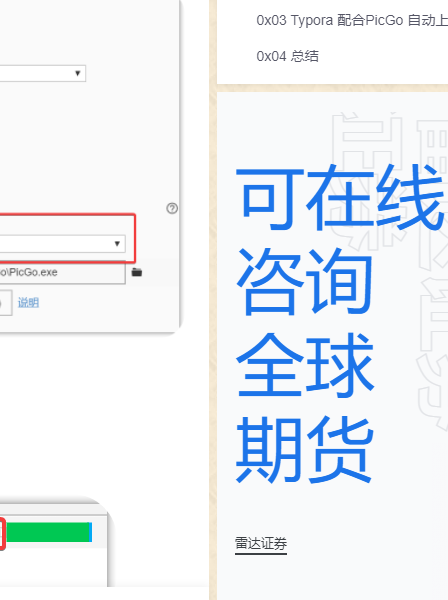 o\PicGo.exe
说明
0x03 Typora 配合PicGo 自动上
0x04 总结
可在线
咨询
全球
期货
雷达证券